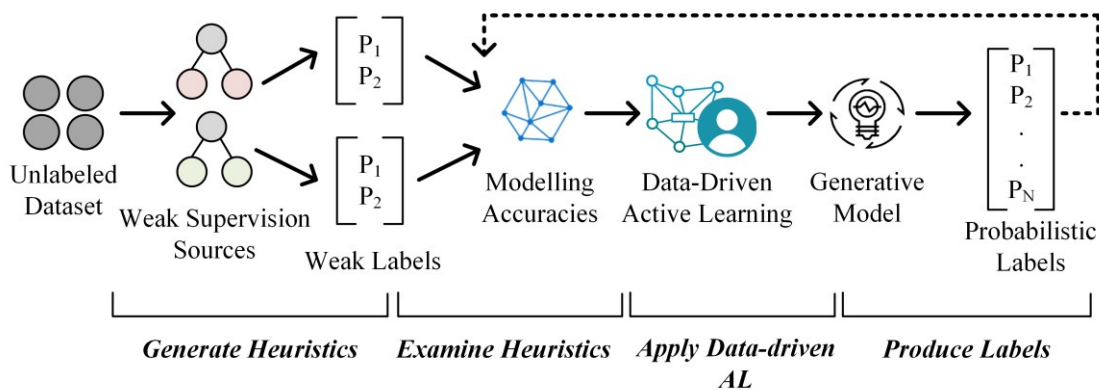 Unlabeled
Dataset
Weak Supervision
Sources
P1
P2
P1
P2
Weak Labels
Modelling
Accuracies
Data-Driven
Active Learning
Generative
Model
P1
P2
.
.
PN
Probabilistic
Labels
Generate Heuristics
Examine Heuristics
Apply Data-driven
AL
Produce Labels